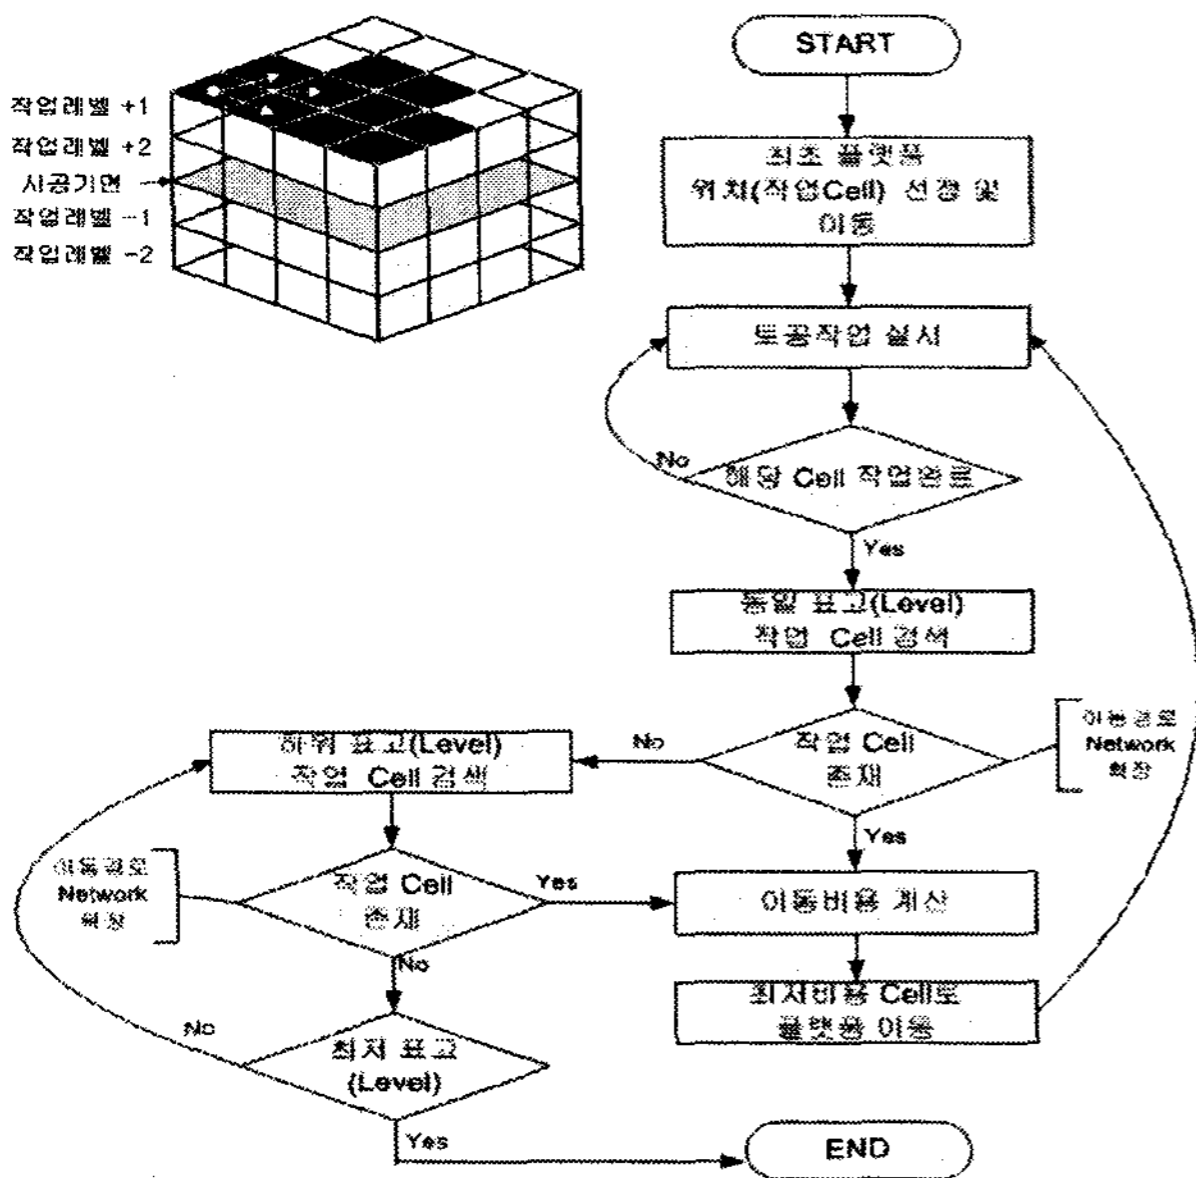 작업레벨 +1
작업레벨 +2
시공기면
작업레벨 -1
작업레벨 -2
START
최초 플랫폼
위치(작업Cell) 선정 및
이동
토공작업 실시
No
해당 Cell 작업완료
Yes
동일 표고(Level)
작업 Cell 검색
이동경로
Network
확장
작업 Cell
존재
No
하위 표고(Level)
작업 Cell 검색
Yes
이동경로
Network
확장
작업 Cell
존재
Yes
이동비용 계산
No
최저비용 Cell로
플랫폼 이동
No
최저 표고
(Level)
Yes
END